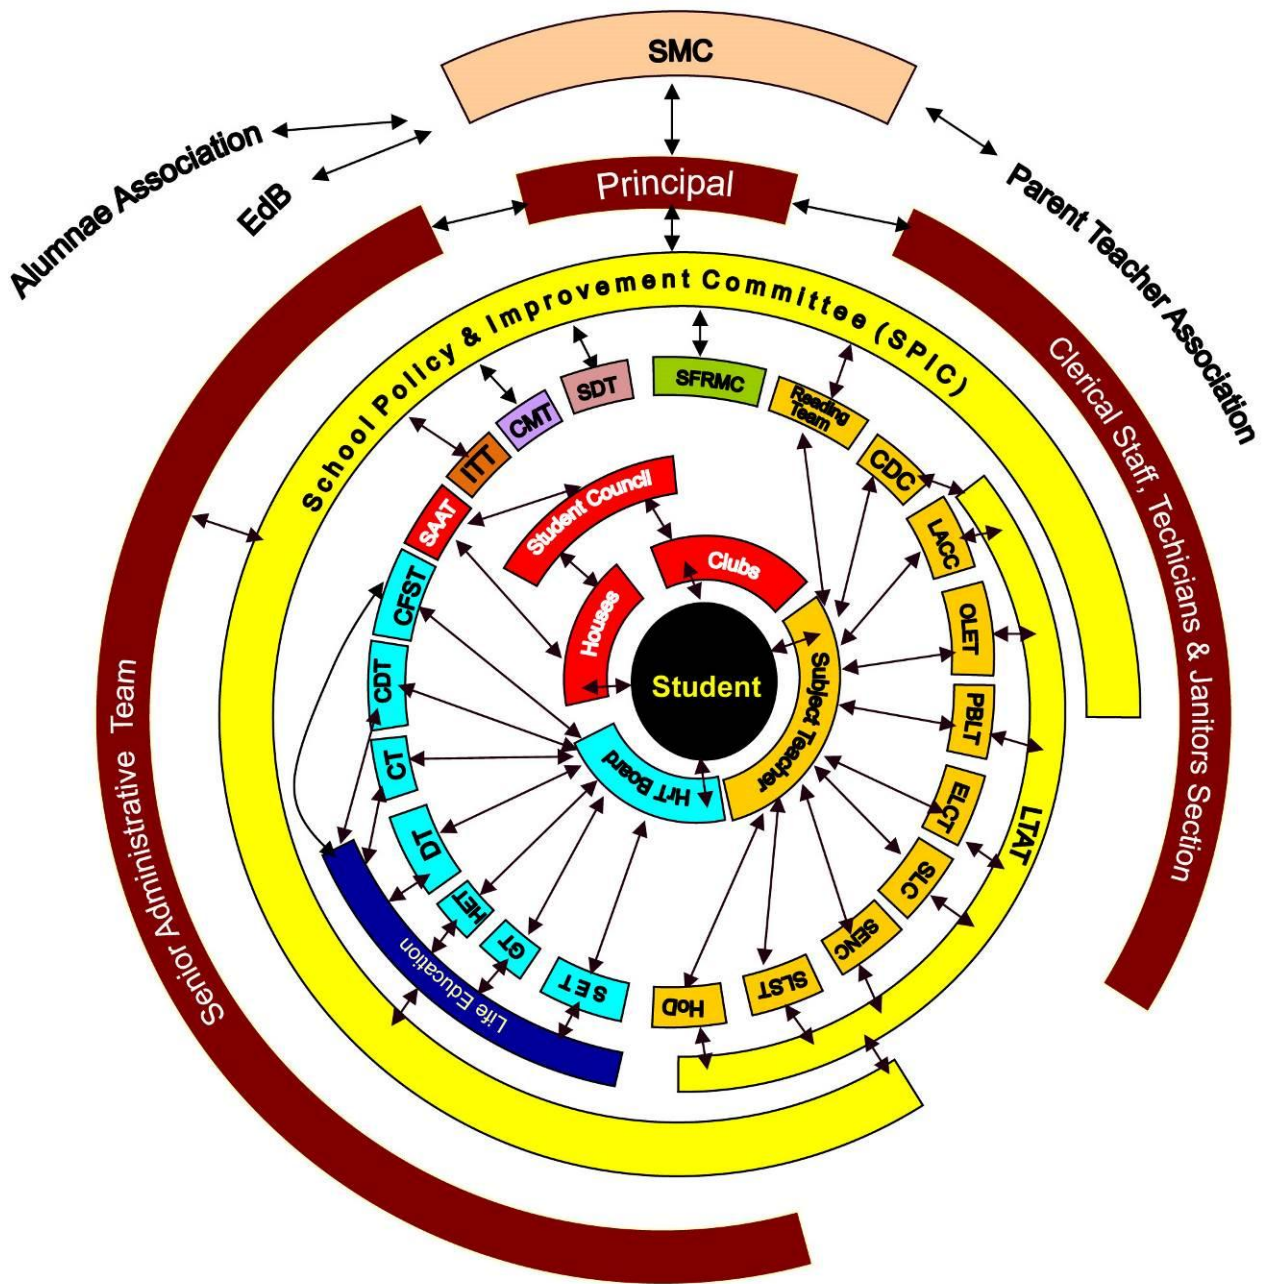 SMC
Alumnae Association
EdB
Principal
Parent Teacher Association
Senior Administrative Team
Clerical Staff, Techicians & Janitors Section
School Policy & Improvement Committee (SPIC)
SDT
SFRMC
Reading
Team
CMT
ITT
CDC
SAAT
Student Council
LACC
Clubs
CFST
Houses
OLET
CDT
Student
Subject Teacher
PBLT
CT
HrT Board
ELCT
LTAT
DT
SLC
HET
SENC
GT
SET
HoD
SLST
Life Education